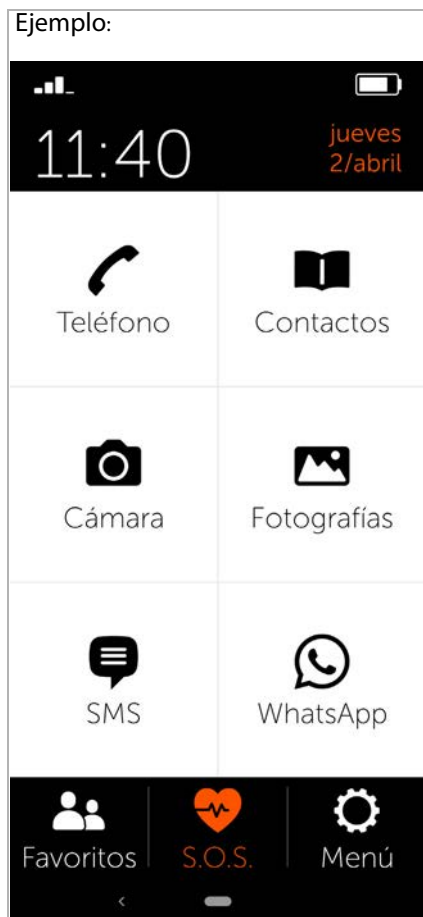 Ejemplo:
11:40
jueves
2/abril
Teléfono
Contactos
Cámara
Fotografías
SMS
WhatsApp
Favoritos
S.O.S.
Menú